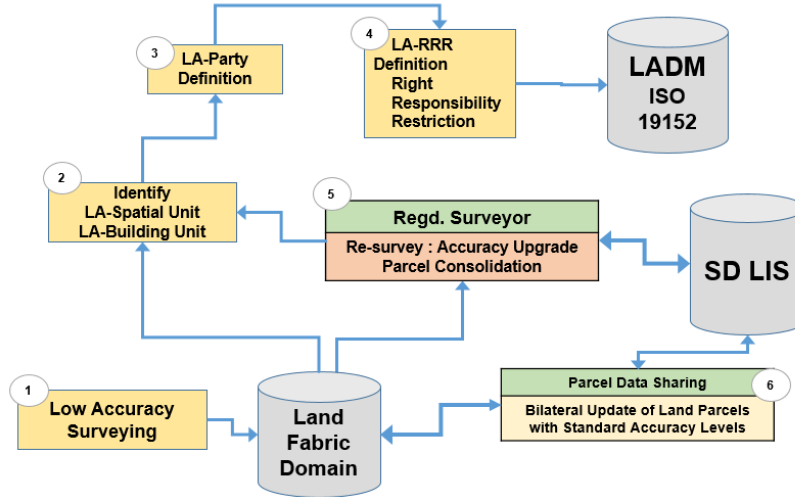 3
LA-Party
Definition
4
LA-RRR
Definition
Right
Responsibility
Restriction
LADM
ISO
19152
2
Identify
LA-Spatial Unit
LA-Building Unit
5
Regd. Surveyor
Re-survey : Accuracy Upgrade
Parcel Consolidation
SD LIS
1
Low Accuracy
Surveying
Land
Fabric
Domain
6
Parcel Data Sharing
Bilateral Update of Land Parcels
with Standard Accuracy Levels